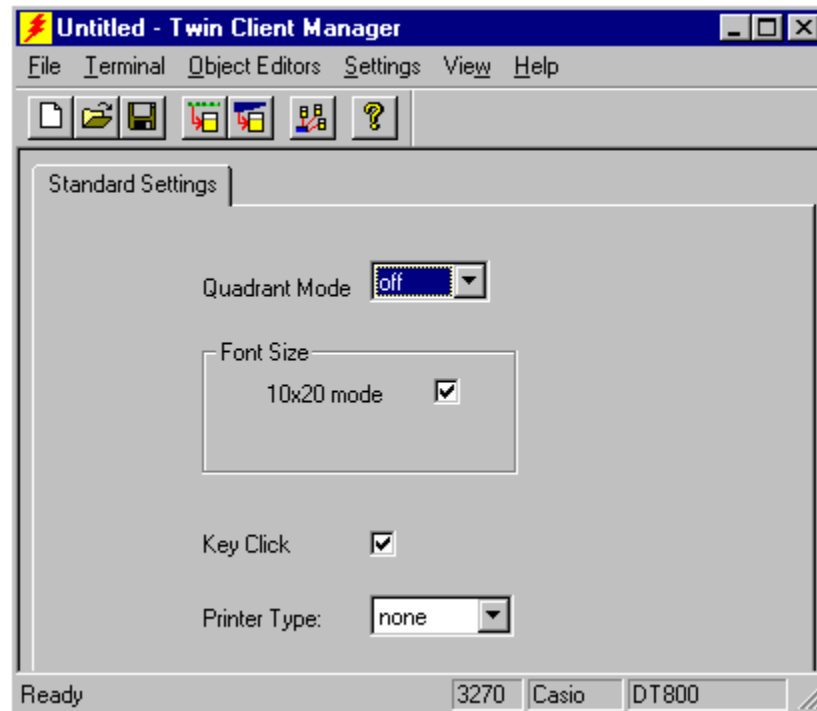 Untitled - Twin Client Manager
File Terminal Object Editors Settings View Help
Standard Settings
Quadrant Mode off
Font Size
10x20 mode
Key Click
Printer Type: none
Ready 3270 Casio DT800